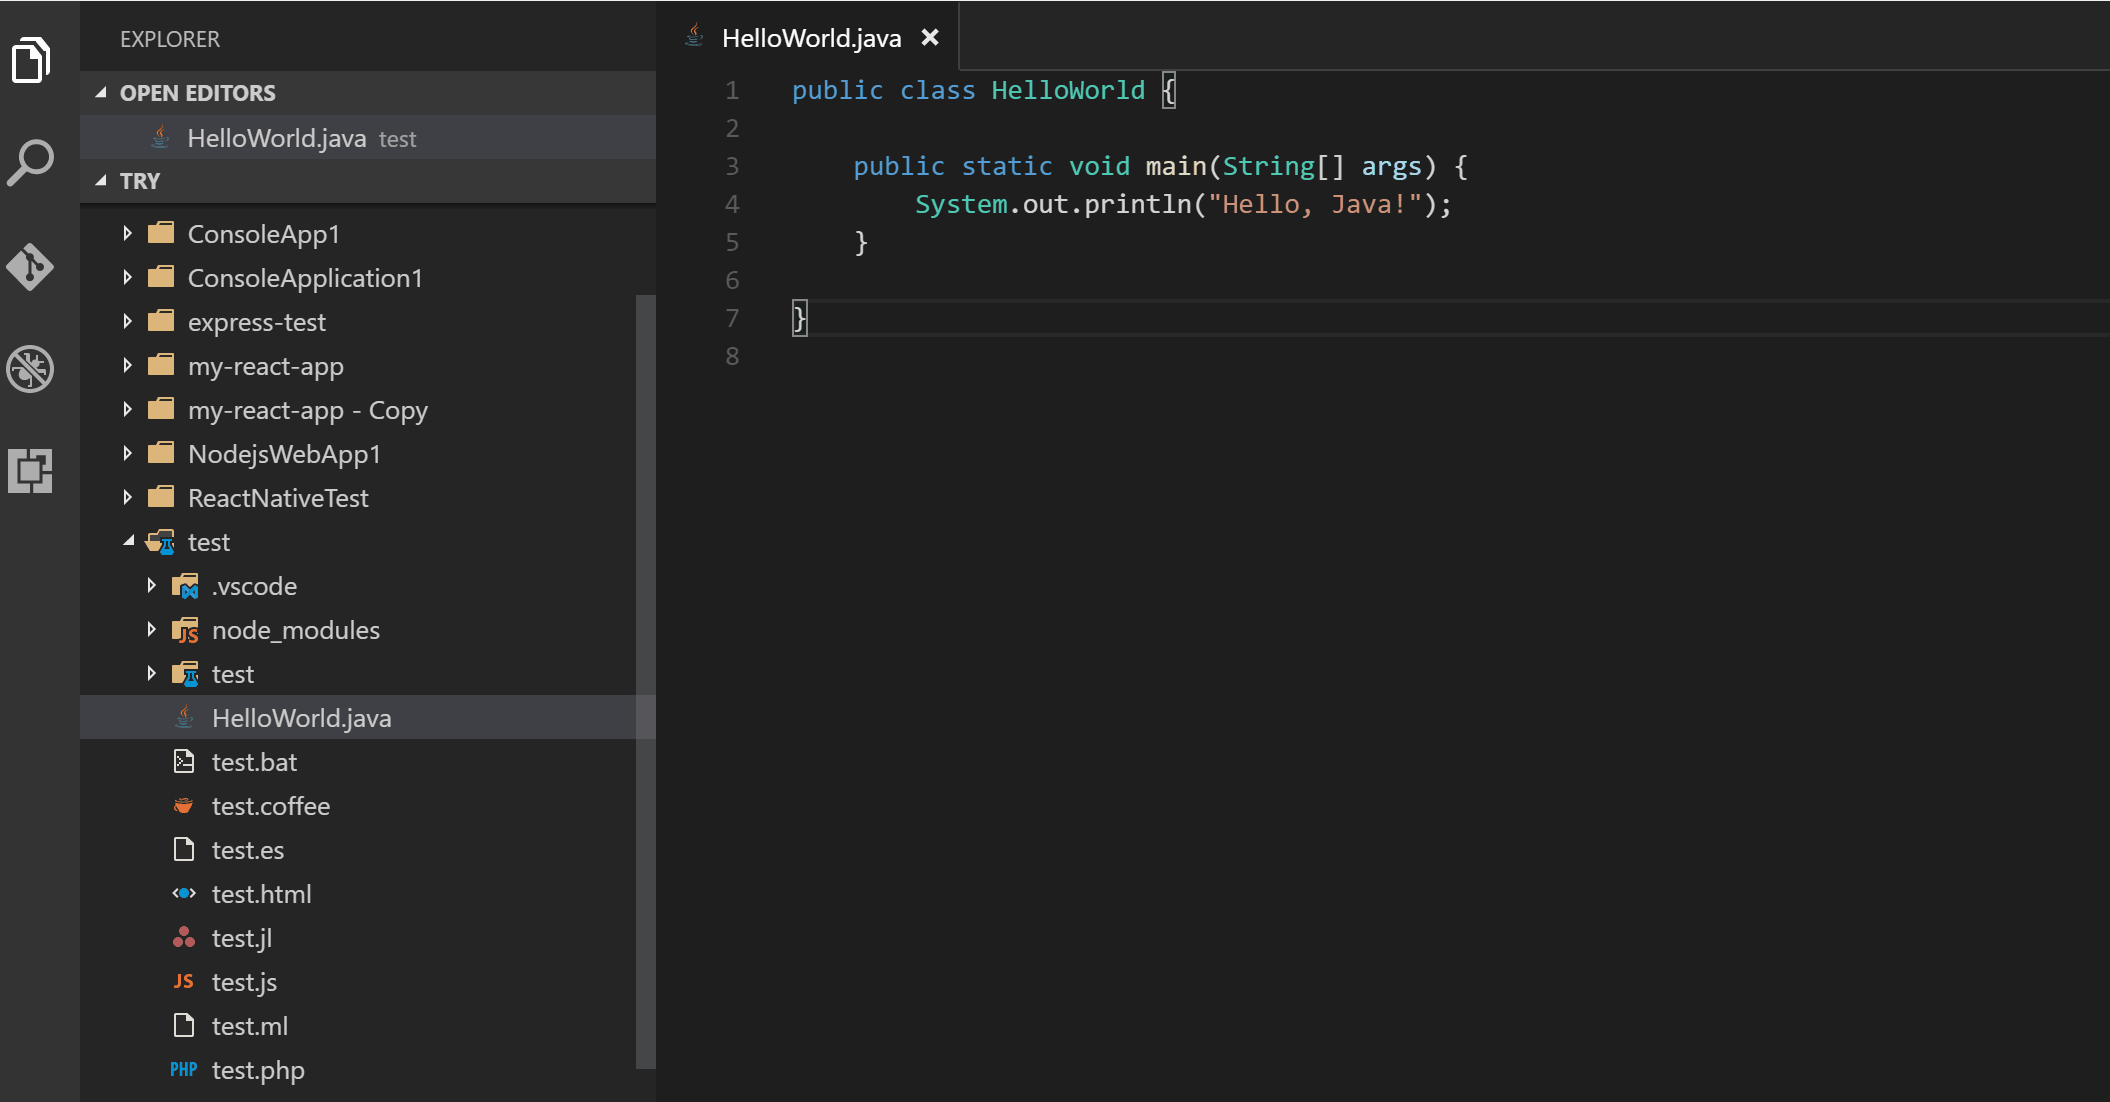 EXPLORER
OPEN EDITORS
HelloWorld.java test
TRY
ConsoleApp1
ConsoleApplication1
express-test
my-react-app
my-react-app - Copy
NodejsWebApp1
ReactNativeTest
test
.vscode
JS node_modules
test
HelloWorld.java
test.bat
test.coffee
test.es
test.html
test.jl
JS test.js
test.ml
PHP test.php
HelloWorld.java
1 public class HelloWorld {
2
3 public static void main(String[] args) {
4 System.out.println("Hello, Java!");
5 }
6
7 }
8